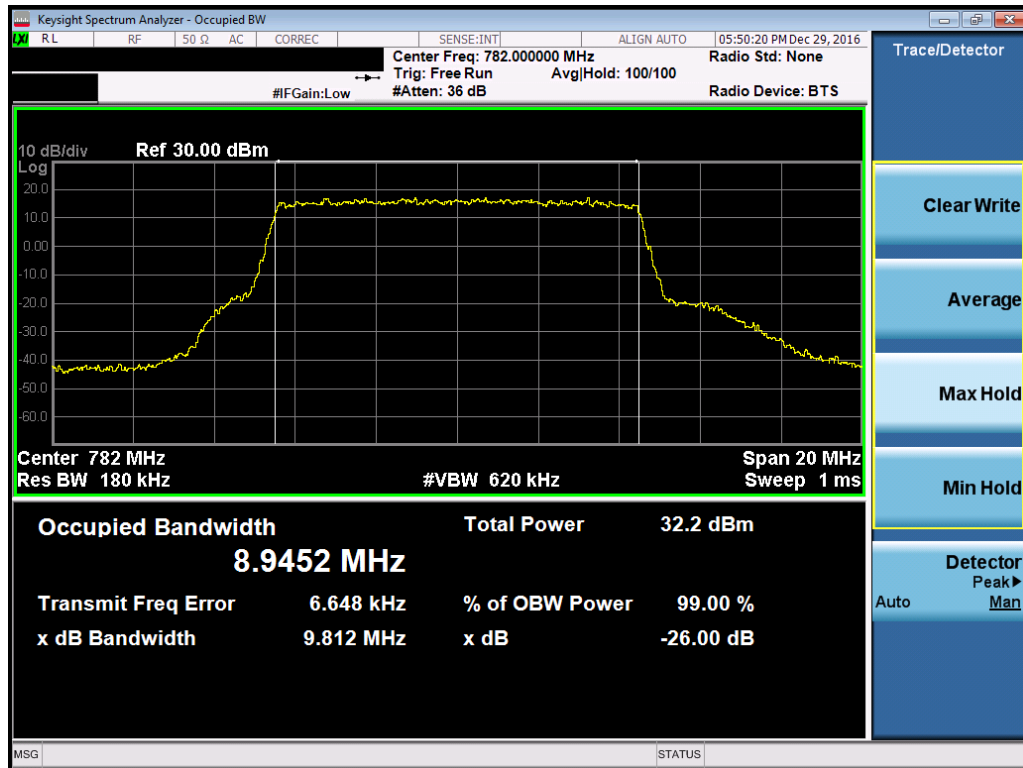 Keysight Spectrum Analyzer - Occupied BW
LXI RL RF 50 Ω AC CORREC SENSE:INT ALIGN AUTO 05:50:20 PM Dec 29, 2016
Center Freq: 782.000000 MHz Radio Std: None
Trig: Free Run Avg|Hold: 100/100
#IFGain:Low #Atten: 36 dB Radio Device: BTS
Trace/Detector
10 dB/div Ref 30.00 dBm
Log
20.0
10.0
0.00
-10.0
-20.0
-30.0
-40.0
-50.0
-60.0
Center 782 MHz Span 20 MHz
Res BW 180 kHz #VBW 620 kHz Sweep 1 ms
Occupied Bandwidth Total Power 32.2 dBm
8.9452 MHz
Transmit Freq Error 6.648 kHz % of OBW Power 99.00 %
x dB Bandwidth 9.812 MHz x dB -26.00 dB
Clear Write
Average
Max Hold
Min Hold
Detector
Peak▶
Auto Man
MSG STATUS